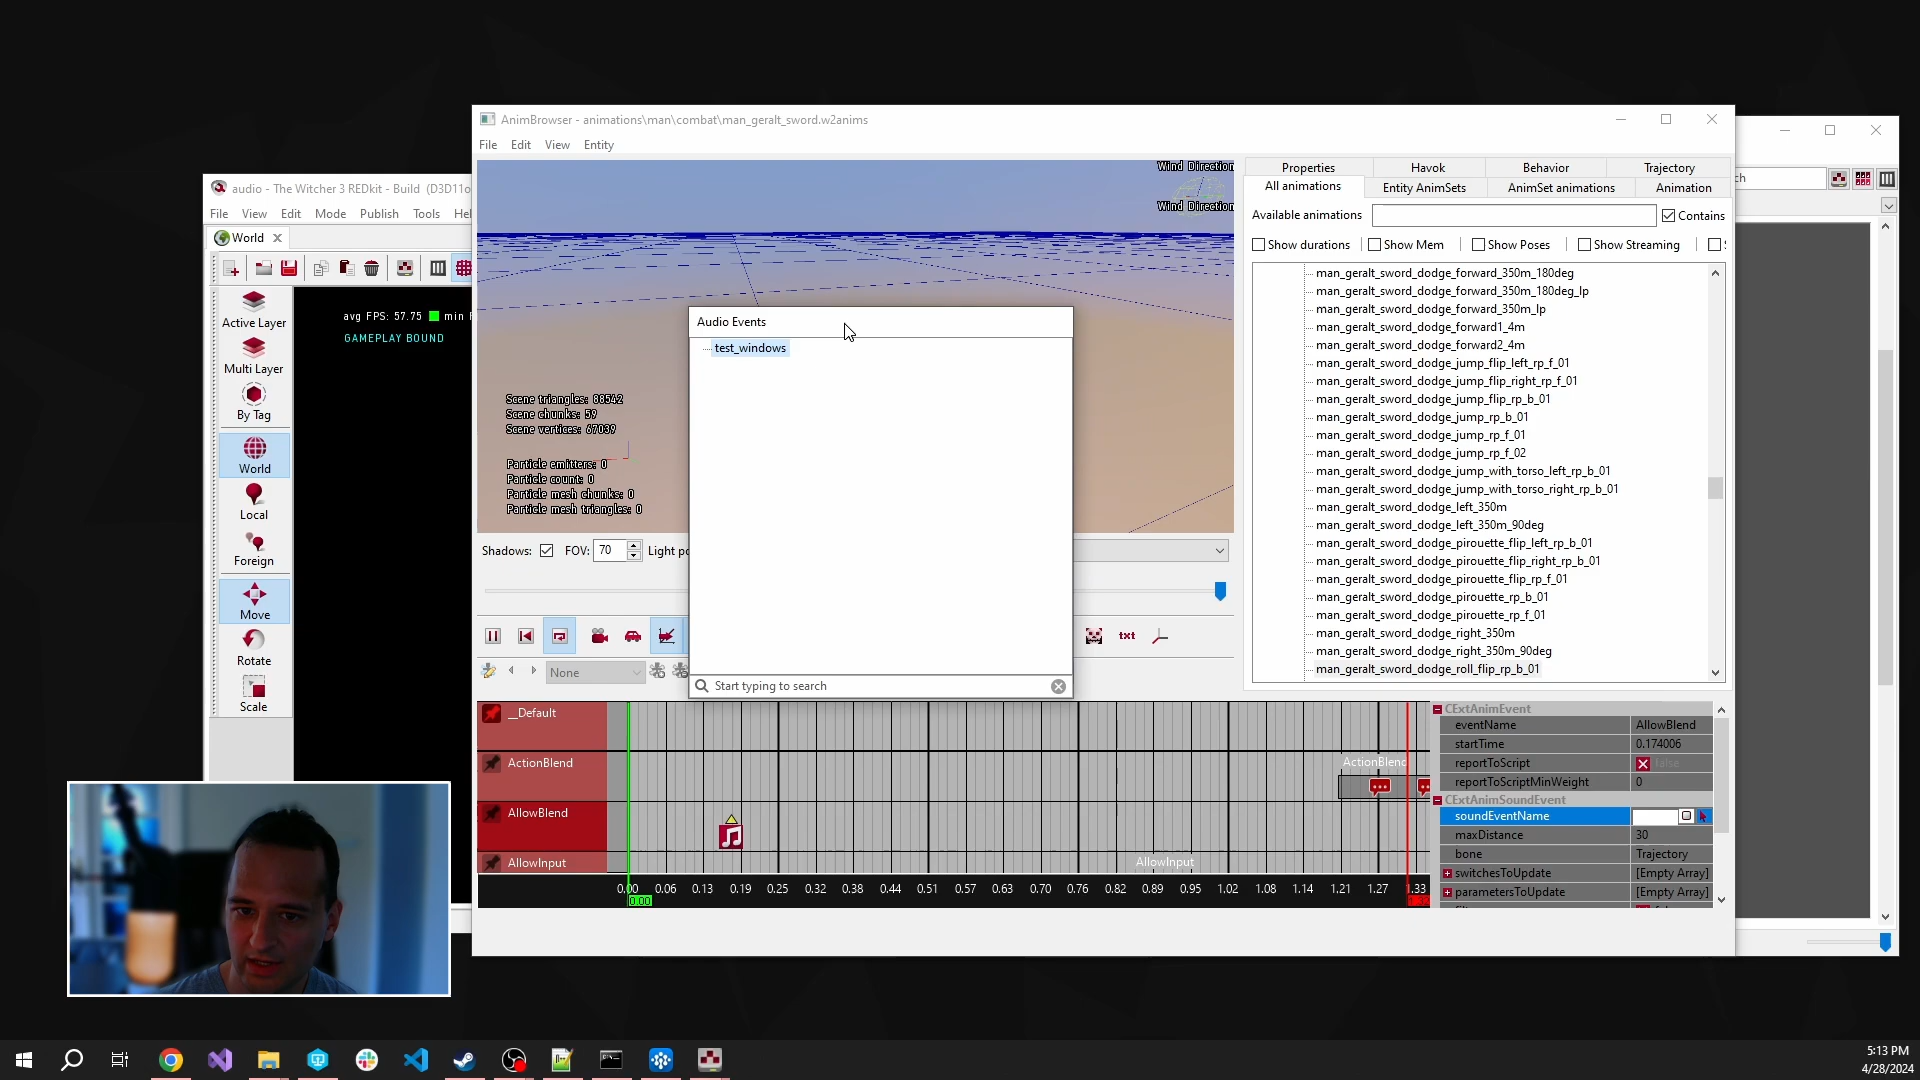 AnimBrowser - animations\man\combat\man_geralt_sword.w2anims
File Edit View Entity
audio - The Witcher 3 REDkit - Build (D3D11o
File View Edit Mode Publish Tools Hel
World
avg FPS: 57.75 min F
GAMEPLAY BOUND
Active Layer
Multi Layer
By Tag
World
Local
Foreign
Move
Rotate
Scale
Wind Direction
Wind Direction
Scene triangles: 88542
Scene chunks: 59
Scene vertices: 67039
Particle emitters: 0
Particle count: 0
Particle mesh chunks: 0
Particle mesh triangles: 0
Audio Events
test_windows
Start typing to search
Shadows: FOV: 70 Light po
txt
None
Properties Havok Behavior Trajectory
All animations Entity AnimSets AnimSet animations Animation
Available animations Contains
Show durations Show Mem Show Poses Show Streaming
man_geralt_sword_dodge_forward_350m_180deg
man_geralt_sword_dodge_forward_350m_180deg_lp
man_geralt_sword_dodge_forward_350m_lp
man_geralt_sword_dodge_forward1_4m
man_geralt_sword_dodge_forward2_4m
man_geralt_sword_dodge_jump_flip_left_rp_f_01
man_geralt_sword_dodge_jump_flip_right_rp_f_01
man_geralt_sword_dodge_jump_flip_rp_b_01
man_geralt_sword_dodge_jump_rp_b_01
man_geralt_sword_dodge_jump_rp_f_01
man_geralt_sword_dodge_jump_rp_f_02
man_geralt_sword_dodge_jump_with_torso_left_rp_b_01
man_geralt_sword_dodge_jump_with_torso_right_rp_b_01
man_geralt_sword_dodge_left_350m
man_geralt_sword_dodge_left_350m_90deg
man_geralt_sword_dodge_pirouette_flip_left_rp_b_01
man_geralt_sword_dodge_pirouette_flip_right_rp_b_01
man_geralt_sword_dodge_pirouette_flip_rp_f_01
man_geralt_sword_dodge_pirouette_rp_b_01
man_geralt_sword_dodge_pirouette_rp_f_01
man_geralt_sword_dodge_right_350m
man_geralt_sword_dodge_right_350m_90deg
man_geralt_sword_dodge_roll_flip_rp_b_01
ch
__Default
ActionBlend
ActionBlend
AllowBlend
AllowInput
AllowInput
0.00 0.06 0.13 0.19 0.25 0.32 0.38 0.44 0.51 0.57 0.63 0.70 0.76 0.82 0.89 0.95 1.02 1.08 1.14 1.21 1.27 1.33
0.00
CExtAnimEvent
eventName AllowBlend
startTime 0.174006
reportToScript false
reportToScriptMinWeight 0
CExtAnimSoundEvent
soundEventName
maxDistance 30
bone Trajectory
switchesToUpdate [Empty Array]
parametersToUpdate [Empty Array]
5:13 PM
4/28/2024